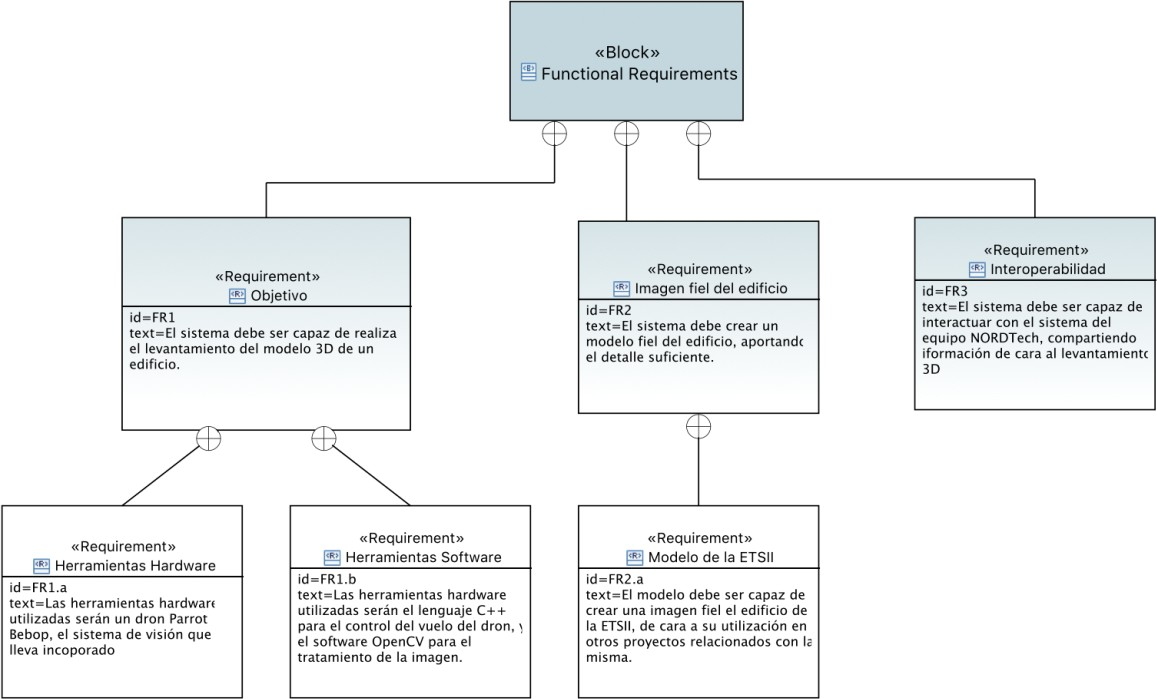 «Block»
Functional Requirements
«Requirement»
Objetivo
id=FR1
text=El sistema debe ser capaz de realiza
el levantamiento del modelo 3D de un
edificio.
«Requirement»
Imagen fiel del edificio
id=FR2
text=El sistema debe crear un
modelo fiel del edificio, aportando
el detalle suficiente.
«Requirement»
Interoperabilidad
id=FR3
text=El sistema debe ser capaz de
interactuar con el sistema del
equipo NORDTech, compartiendo
iformación de cara al levantamiento
3D
«Requirement»
Herramientas Hardware
id=FR1.a
text=Las herramientas hardware
utilizadas serán un dron Parrot
Bebop, el sistema de visión que
lleva incoporado
«Requirement»
Herramientas Software
id=FR1.b
text=Las herramientas hardware
utilizadas serán el lenguaje C++
para el control del vuelo del dron, y
el software OpenCV para el
tratamiento de la imagen.
«Requirement»
Modelo de la ETSII
id=FR2.a
text=El modelo debe ser capaz de
crear una imagen fiel el edificio de
la ETSII, de cara a su utilización en
otros proyectos relacionados con la
misma.